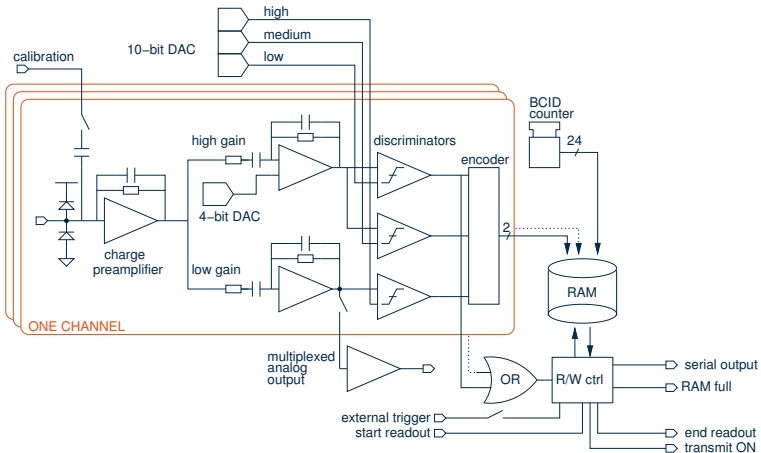 high
10−bit DAC
medium
low
calibration
BCID
counter
24
high gain
discriminators
encoder
4−bit DAC
2
charge
preamplifier
low gain
RAM
ONE CHANNEL
multiplexed
analog
output
OR
R/W ctrl
serial output
RAM full
external trigger
start readout
end readout
transmit ON